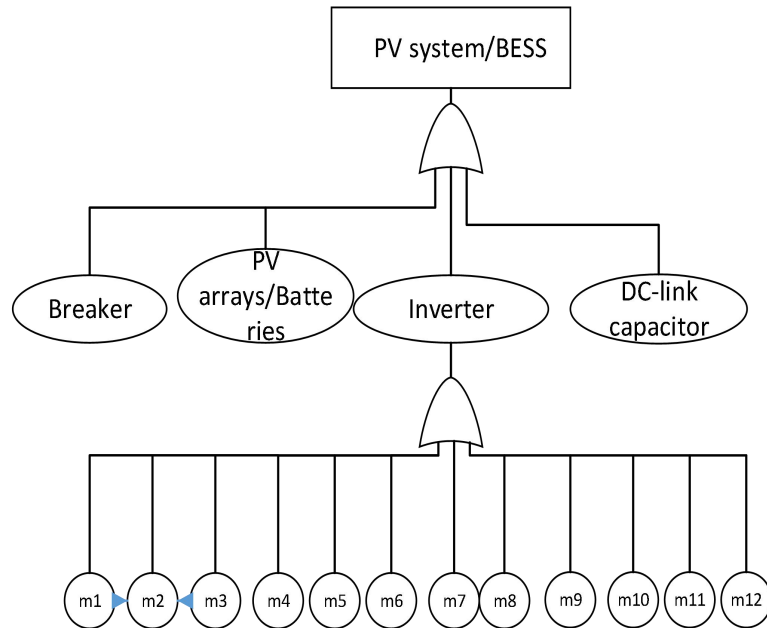 PV system/BESS
Breaker
PV
arrays/Batte
ries
Inverter
DC-link
capacitor
m1
m2
m3
m4
m5
m6
m7
m8
m9
m10
m11
m12